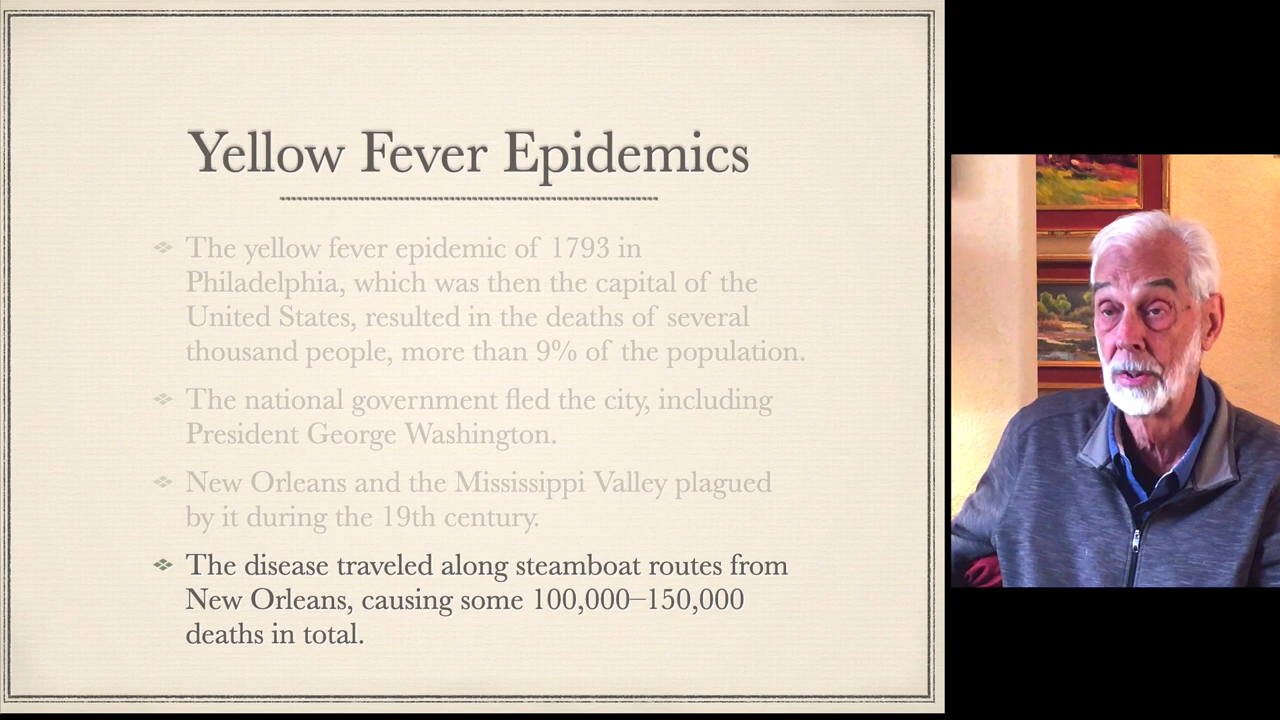 Yellow Fever Epidemics
The yellow fever epidemic of 1793 in
Philadelphia, which was then the capital of the
United States, resulted in the deaths of several
thousand people, more than 9% of the population.
The national government fled the city, including
President George Washington.
New Orleans and the Mississippi Valley plagued
by it during the 19th century.
The disease traveled along steamboat routes from
New Orleans, causing some 100,000–150,000
deaths in total.